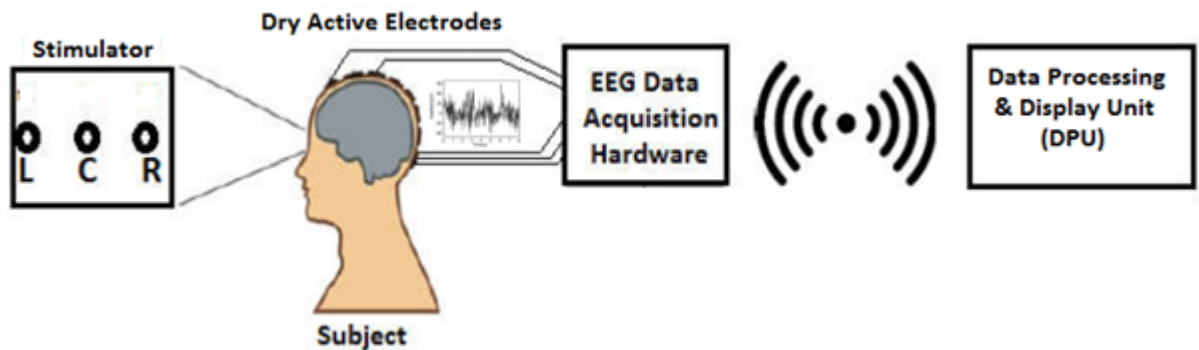 Dry Active Electrodes
Stimulator
L C R
EEG Data
Acquisition
Hardware
Data Processing
& Display Unit
(DPU)
Subject